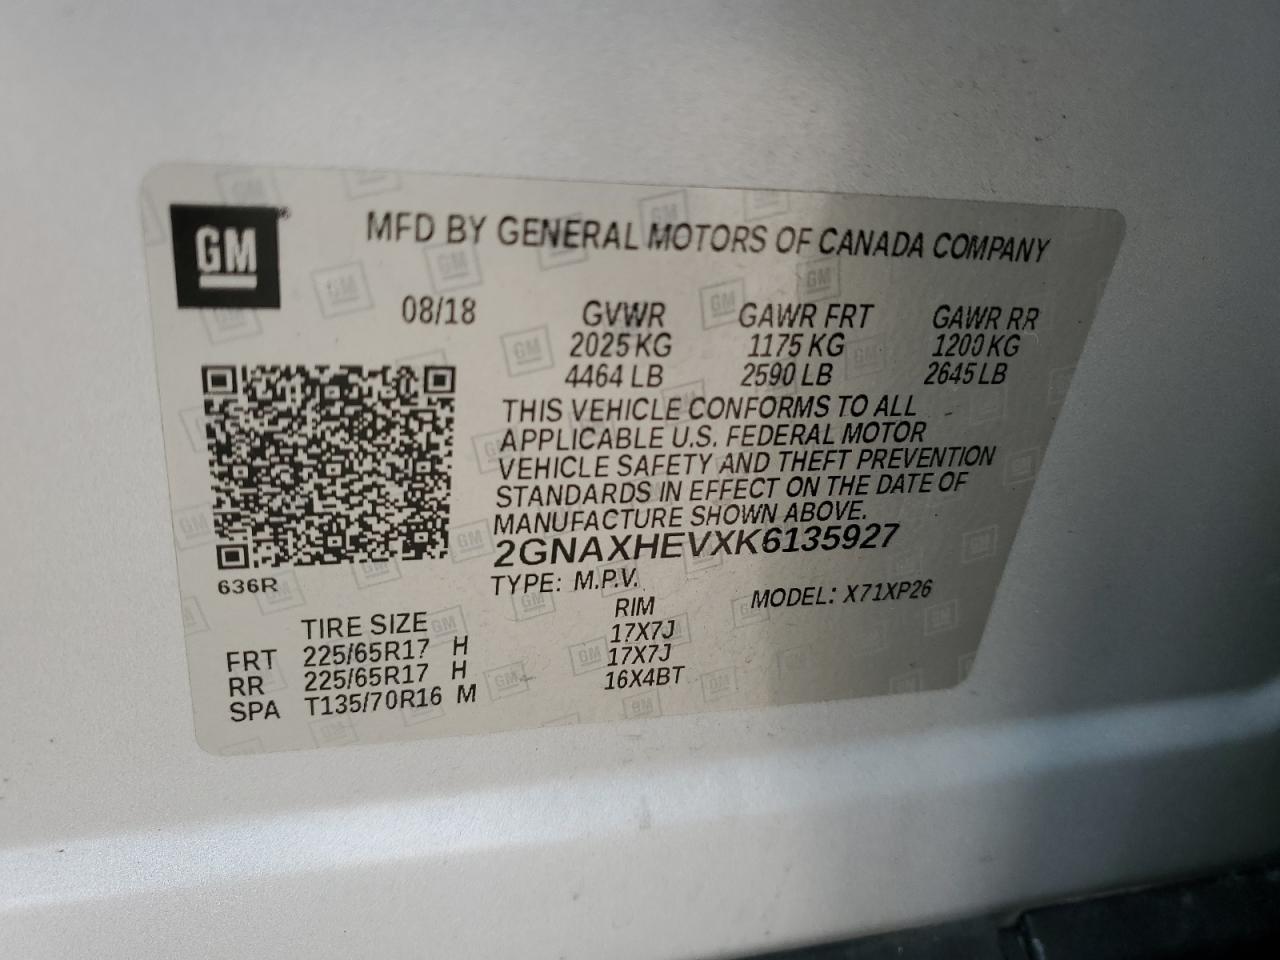 GM
MFD BY GENERAL MOTORS OF CANADA COMPANY
08/18 GVWR GAWR FRT GAWR RR
2025 KG 1175 KG 1200 KG
4464 LB 2590 LB 2645 LB
THIS VEHICLE CONFORMS TO ALL
APPLICABLE U.S. FEDERAL MOTOR
VEHICLE SAFETY AND THEFT PREVENTION
STANDARDS IN EFFECT ON THE DATE OF
MANUFACTURE SHOWN ABOVE.
2GNAXHEVXK6135927
636R
TYPE: M.P.V. MODEL: X71XP26
TIRE SIZE RIM
FRT 225/65R17 H 17X7J
RR 225/65R17 H 17X7J
SPA T135/70R16 M 16X4BT